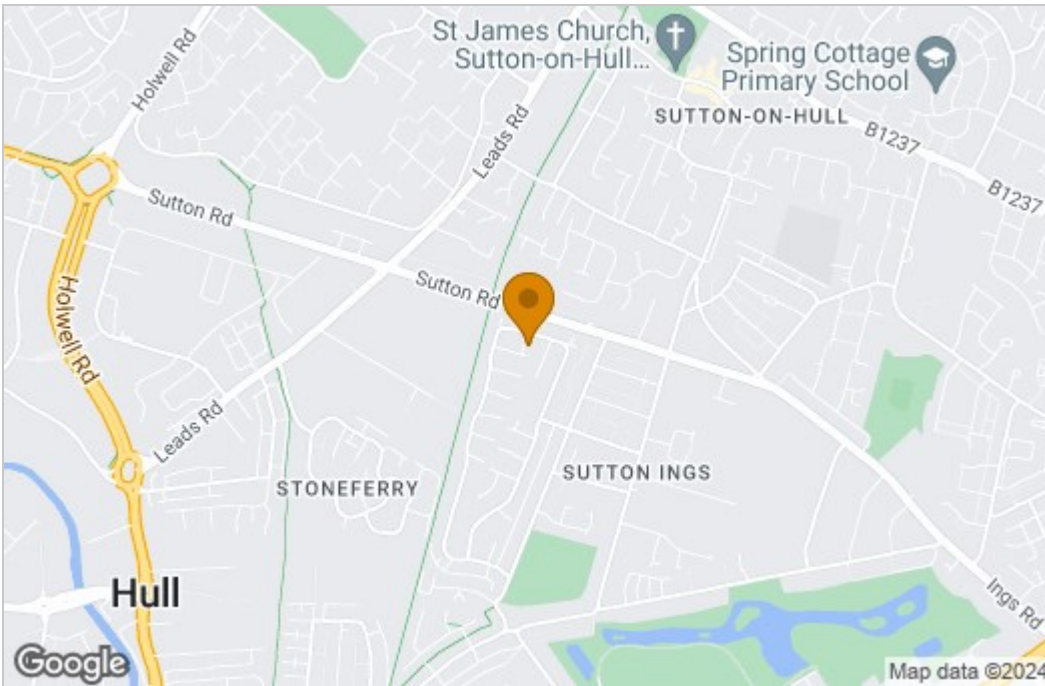 St James Church,
Sutton-on-Hull...
Spring Cottage
Primary School
SUTTON-ON-HULL
B1237
B1237
Holwell Rd
Leads Rd
Sutton Rd
Sutton Rd
Holwell Rd
Leads Rd
STONEFERRY
SUTTON INGS
Hull
Ings Rd
Google
Map data ©2024